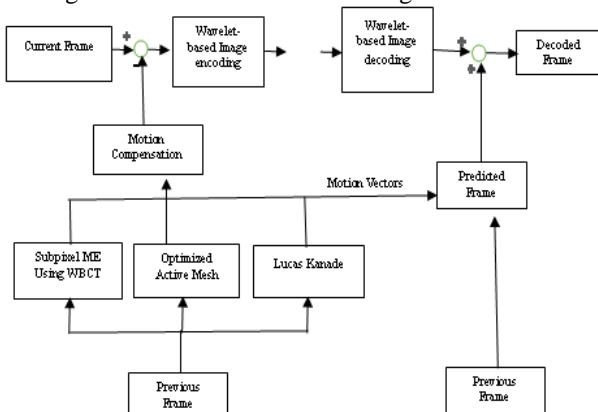 Current Frame
+
-
Wavelet-
based Image
encoding
Wavelet-
based Image
decoding
+
+
Decoded
Frame
Motion
Compensation
Motion Vectors
Predicted
Frame
Subpixel ME
Using WBCT
Optimized
Active Mesh
Lucas Kanade
Previous
Frame
Previous
Frame